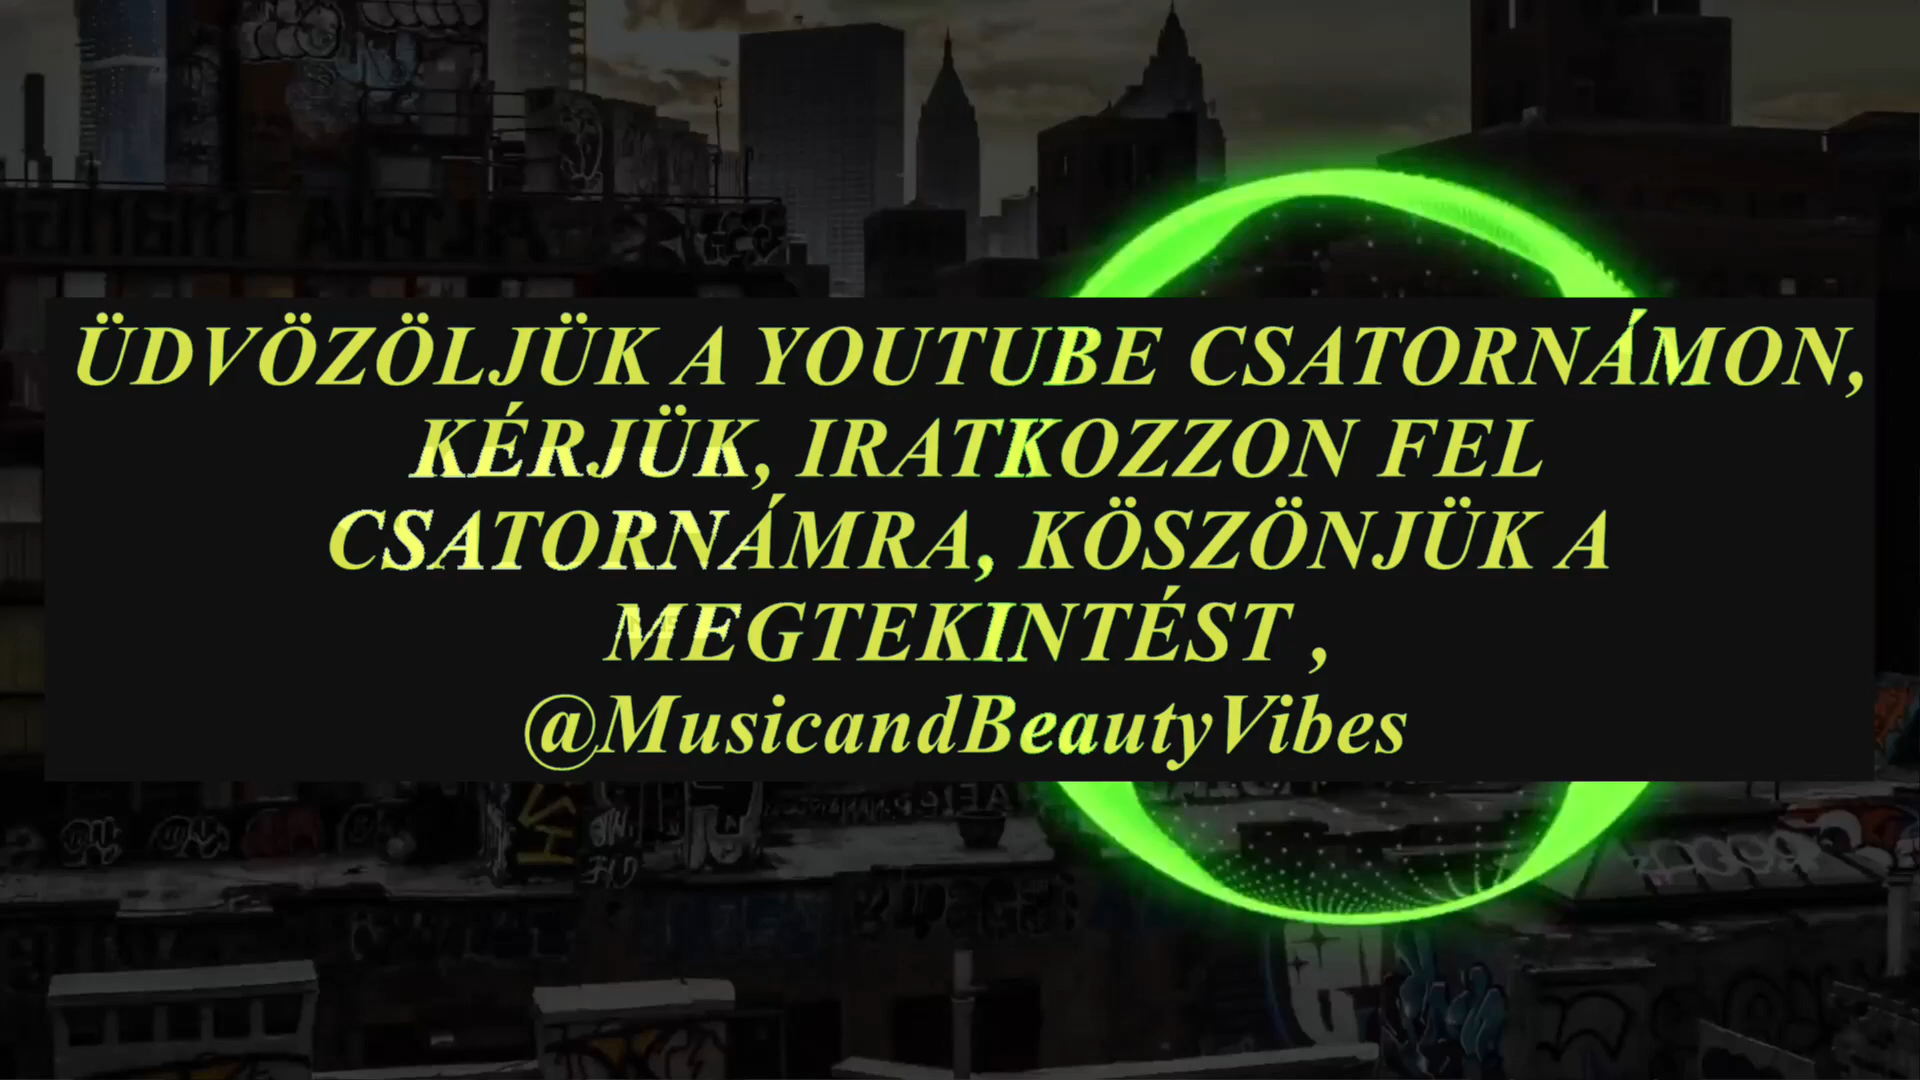 ÜDVÖZÖLJÜK A YOUTUBE CSATORNÁMON,
KÉRJÜK, IRATKOZZON FEL
CSATORNÁMRA, KÖSZÖNJÜK A
MEGTEKINTÉST ,
@MusicandBeautyVibes